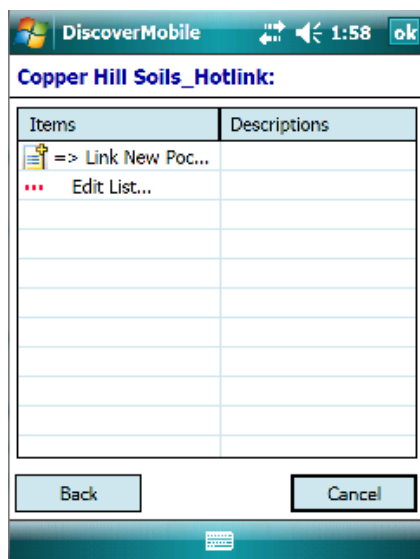 DiscoverMobile 1:58 ok
Copper Hill Soils_Hotlink:
Items Descriptions
=> Link New Poc...
... Edit List...
Back Cancel